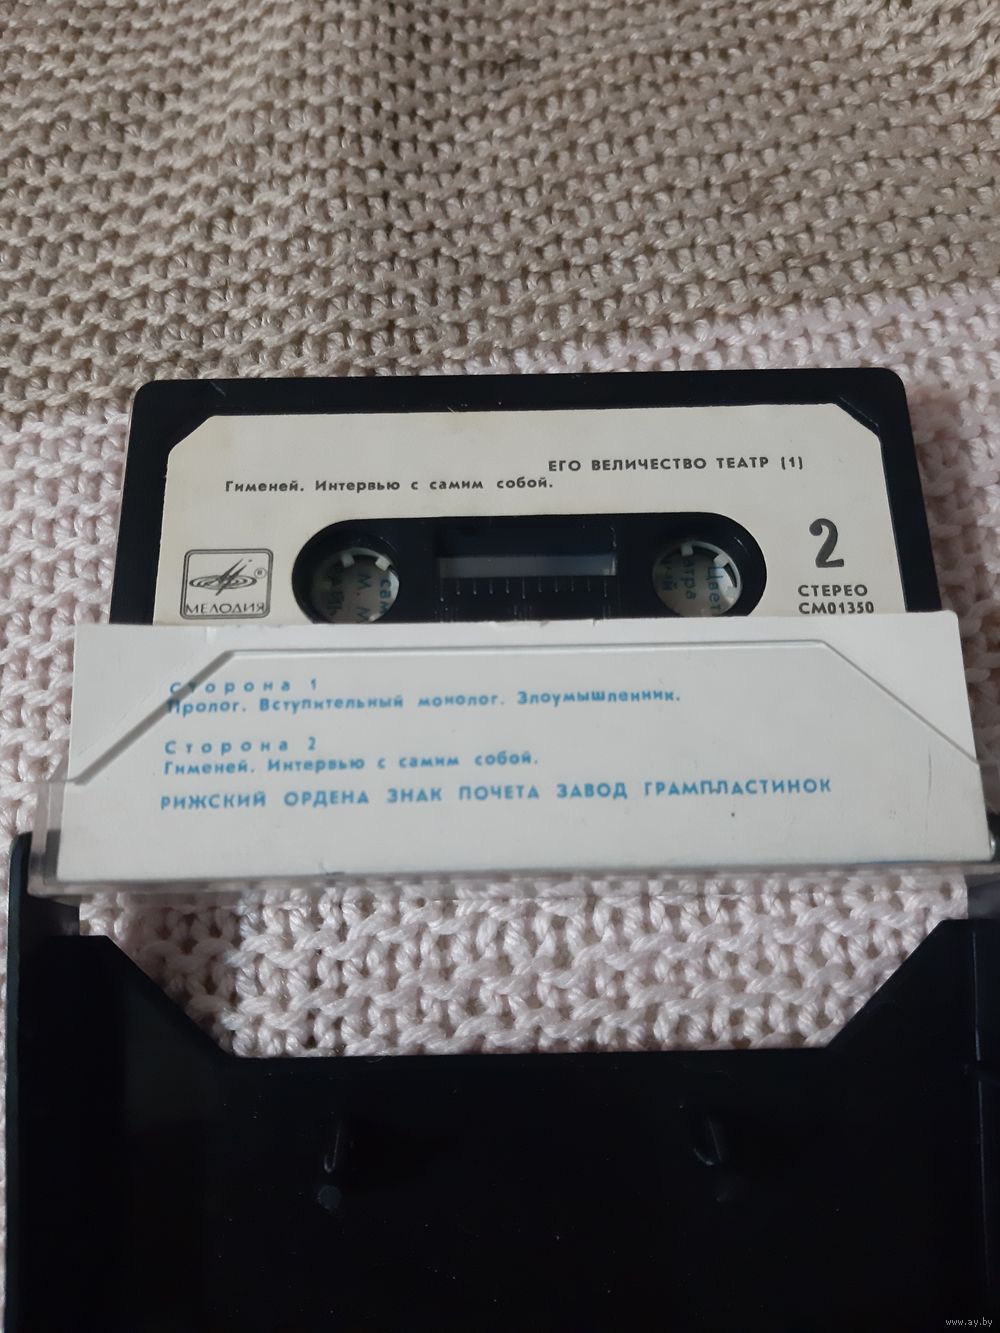 ЕГО ВЕЛИЧЕСТВО ТЕАТР (1)
Гименей. Интервью с самим собой.
2
СТЕРЕО
СМ01350
® МЕЛОДИЯ
Сторона 1
Пролог. Вступительный монолог. Злоумышленник.
Сторона 2
Гименей. Интервью с самим собой.
РИЖСКИЙ ОРДЕНА ЗНАК ПОЧЕТА ЗАВОД ГРАМПЛАСТИНОК
www.ay.by